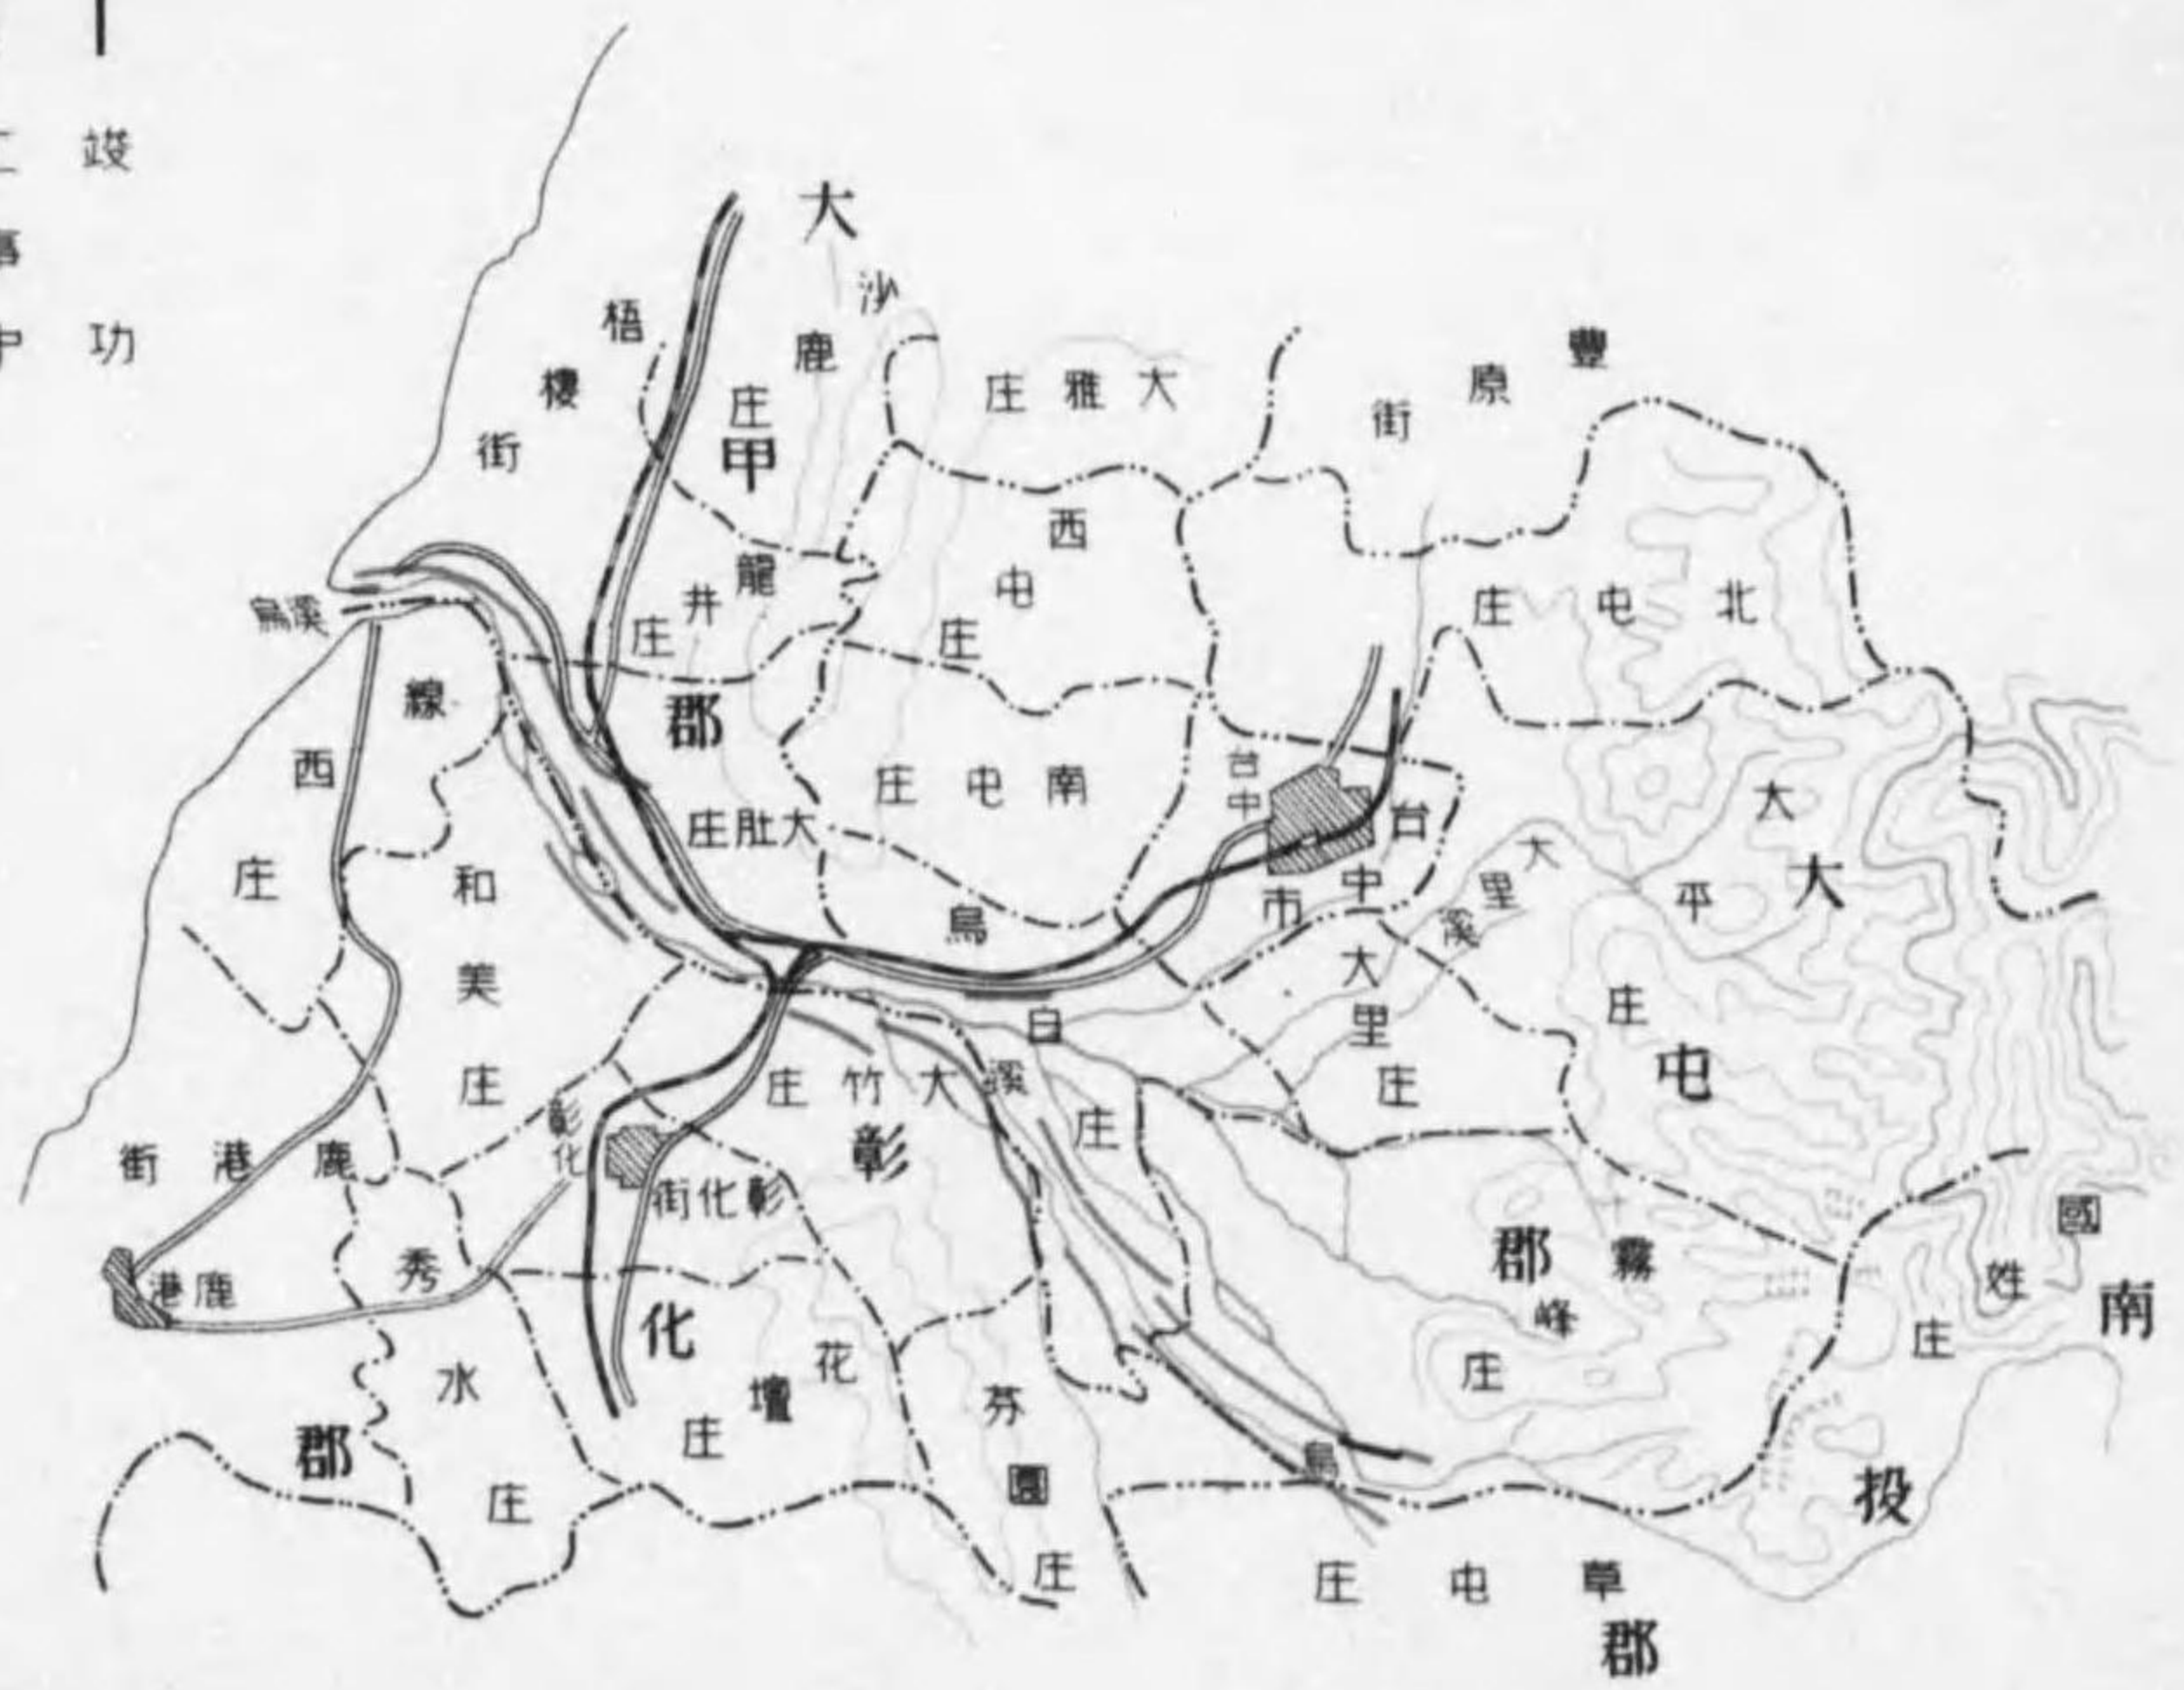 竣功
工事中
大甲郡
沙鹿庄
梧棲街
大雅庄
豐原街
西屯庄
北屯庄
龍井庄
烏溪
線西庄
南屯庄
大肚庄
台中
台中市
大平庄
大屯郡
大里溪
大里庄
和美庄
烏日庄
溪
大竹庄
彰化
彰化街
彰化郡
鹿港街
鹿港
秀水庄
花壇庄
芬園庄
霧峰庄
烏
國姓庄
南投郡
草屯庄